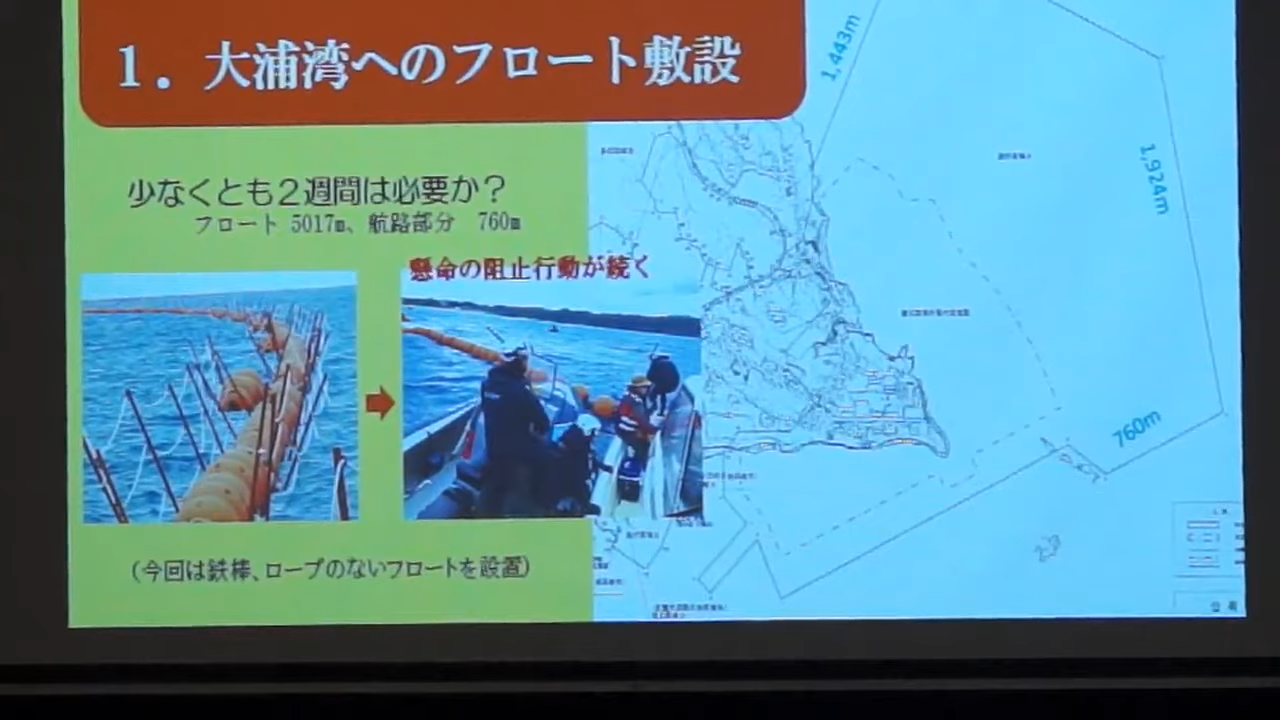 1．大浦湾へのフロート敷設
少なくとも２週間は必要か？
フロート 5017m、航路部分 760m
懸命の阻止行動が続く
(今回は鉄棒、ロープのないフロートを設置)
1,443m
1,924m
760m